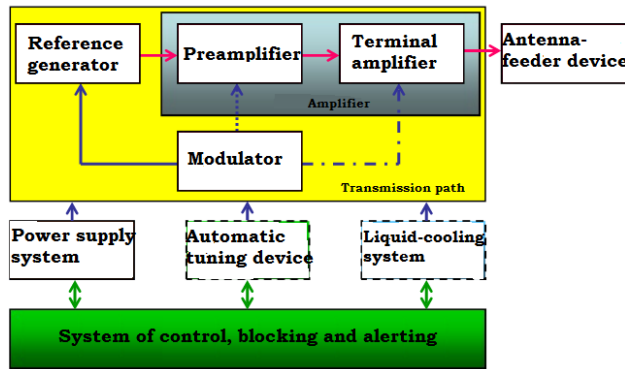 Reference
generator
Preamplifier
Terminal
amplifier
Antenna-
feeder device
Amplifier
Modulator
Transmission path
Power supply
system
Automatic
tuning device
Liquid-cooling
system
System of control, blocking and alerting